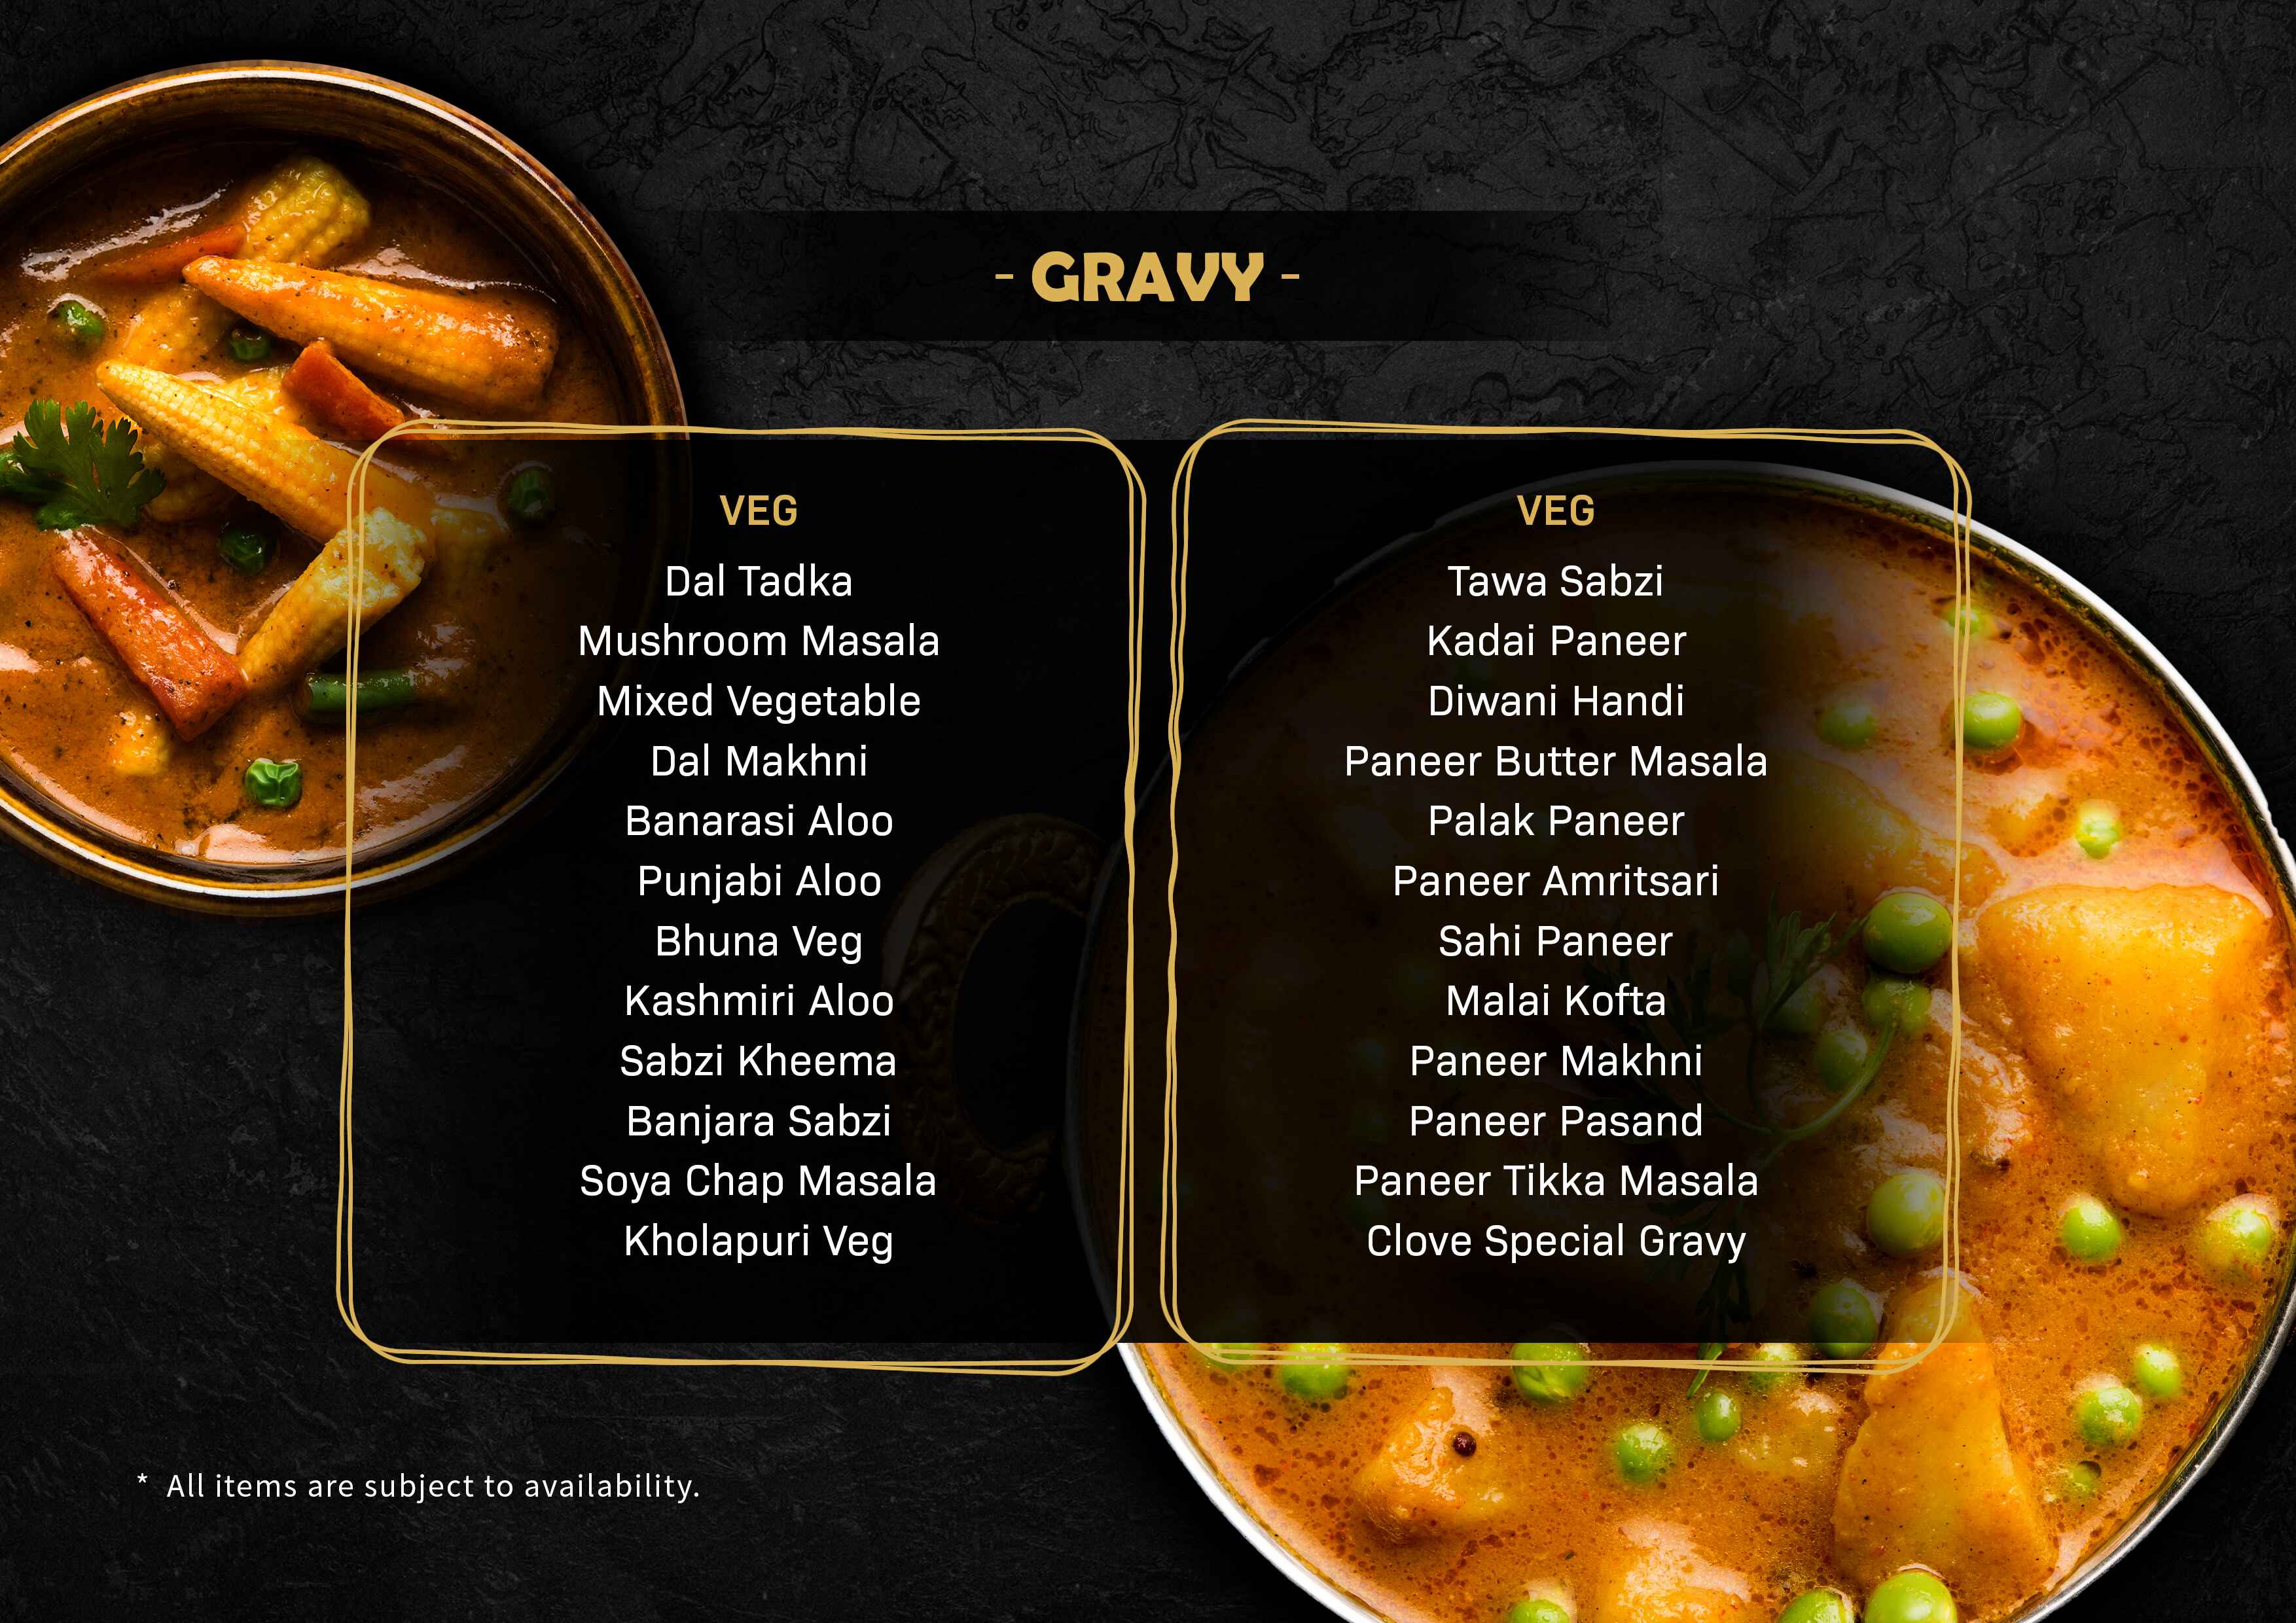 - GRAVY -
VEG
Dal Tadka
Mushroom Masala
Mixed Vegetable
Dal Makhni
Banarasi Aloo
Punjabi Aloo
Bhuna Veg
Kashmiri Aloo
Sabzi Kheema
Banjara Sabzi
Soya Chap Masala
Kholapuri Veg
VEG
Tawa Sabzi
Kadai Paneer
Diwani Handi
Paneer Butter Masala
Palak Paneer
Paneer Amritsari
Sahi Paneer
Malai Kofta
Paneer Makhni
Paneer Pasand
Paneer Tikka Masala
Clove Special Gravy
* All items are subject to availability.